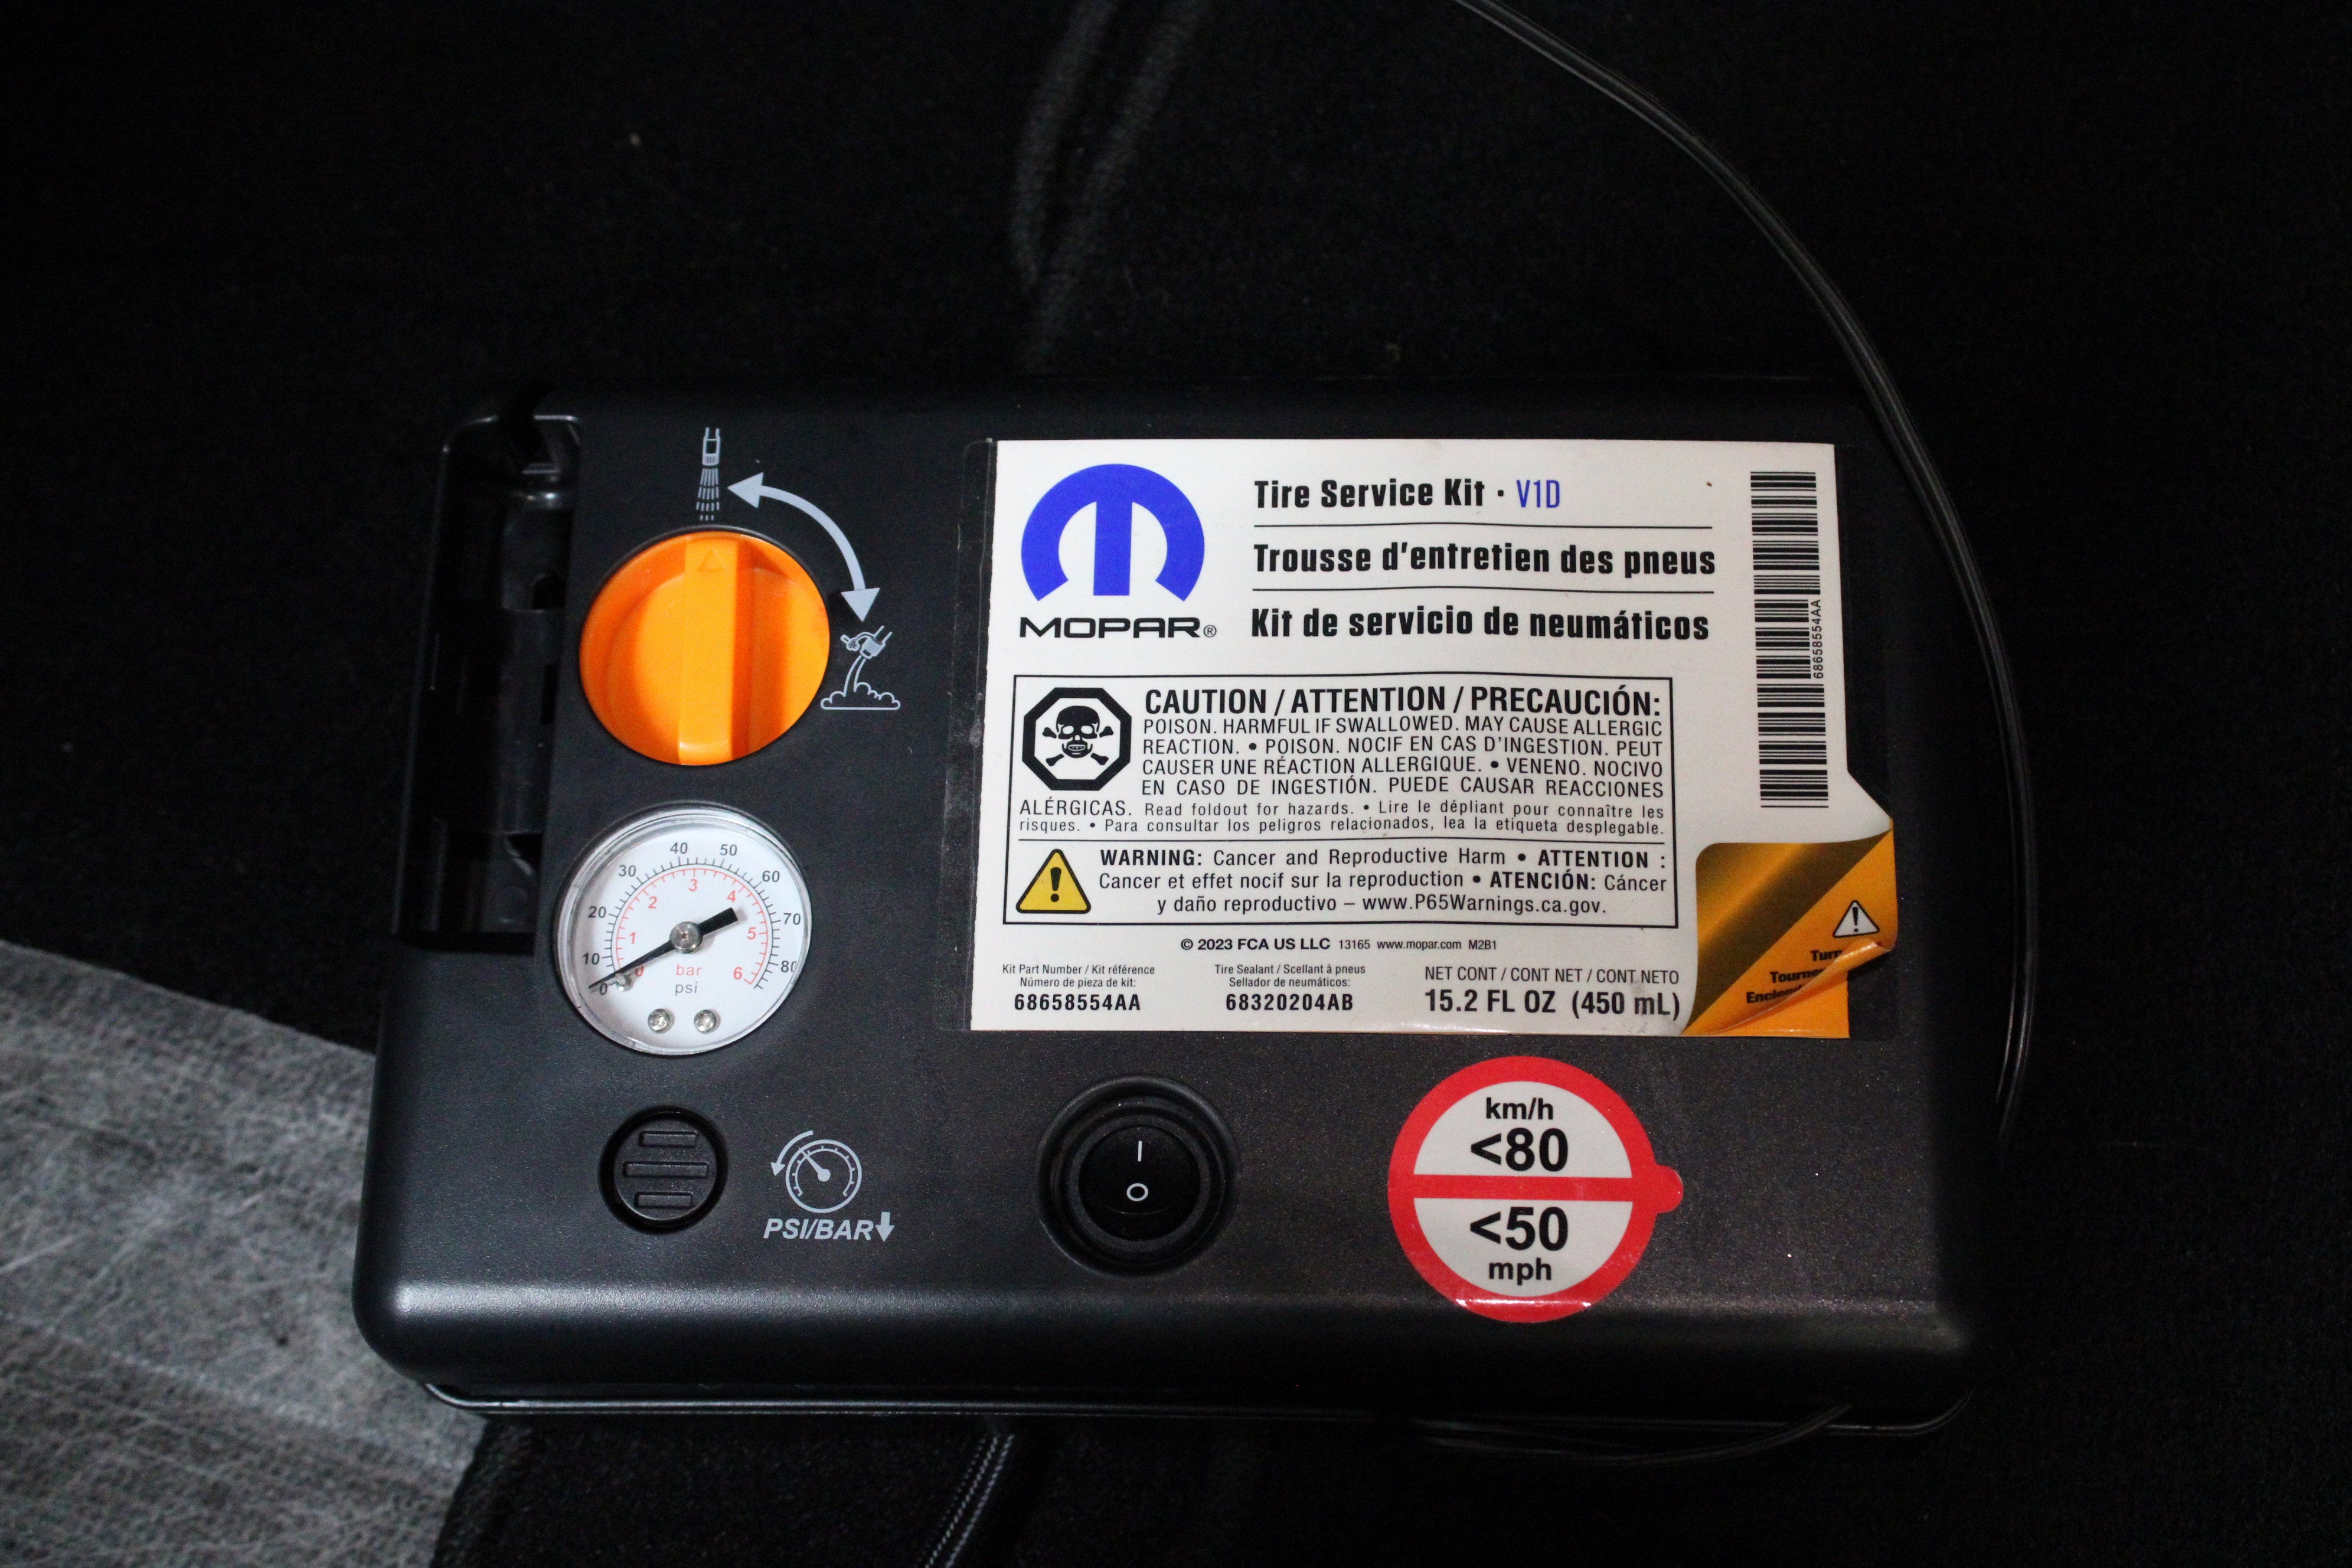 Tire Service Kit · V1D
Trousse d'entretien des pneus
Kit de servicio de neumáticos
MOPAR®
68658554AA
CAUTION / ATTENTION / PRECAUCIÓN:
POISON. HARMFUL IF SWALLOWED. MAY CAUSE ALLERGIC
REACTION. • POISON. NOCIF EN CAS D'INGESTION. PEUT
CAUSER UNE RÉACTION ALLERGIQUE. • VENENO. NOCIVO
EN CASO DE INGESTIÓN. PUEDE CAUSAR REACCIONES
ALÉRGICAS. Read foldout for hazards. • Lire le dépliant pour connaître les
risques. • Para consultar los peligros relacionados, lea la etiqueta desplegable.
WARNING: Cancer and Reproductive Harm • ATTENTION :
Cancer et effet nocif sur la reproduction • ATENCIÓN: Cáncer
y daño reproductivo – www.P65Warnings.ca.gov.
© 2023 FCA US LLC 13165 www.mopar.com M2B1
Kit Part Number / Kit référence
Número de pieza de kit:
68658554AA
Tire Sealant / Scellant à pneus
Sellador de neumáticos:
68320204AB
NET CONT / CONT NET / CONT NETO
15.2 FL OZ (450 mL)
0 10 20 30 40 50 60 70 80
0 1 2 3 4 5 6
bar
psi
PSI/BAR
I
O
km/h
<80
<50
mph